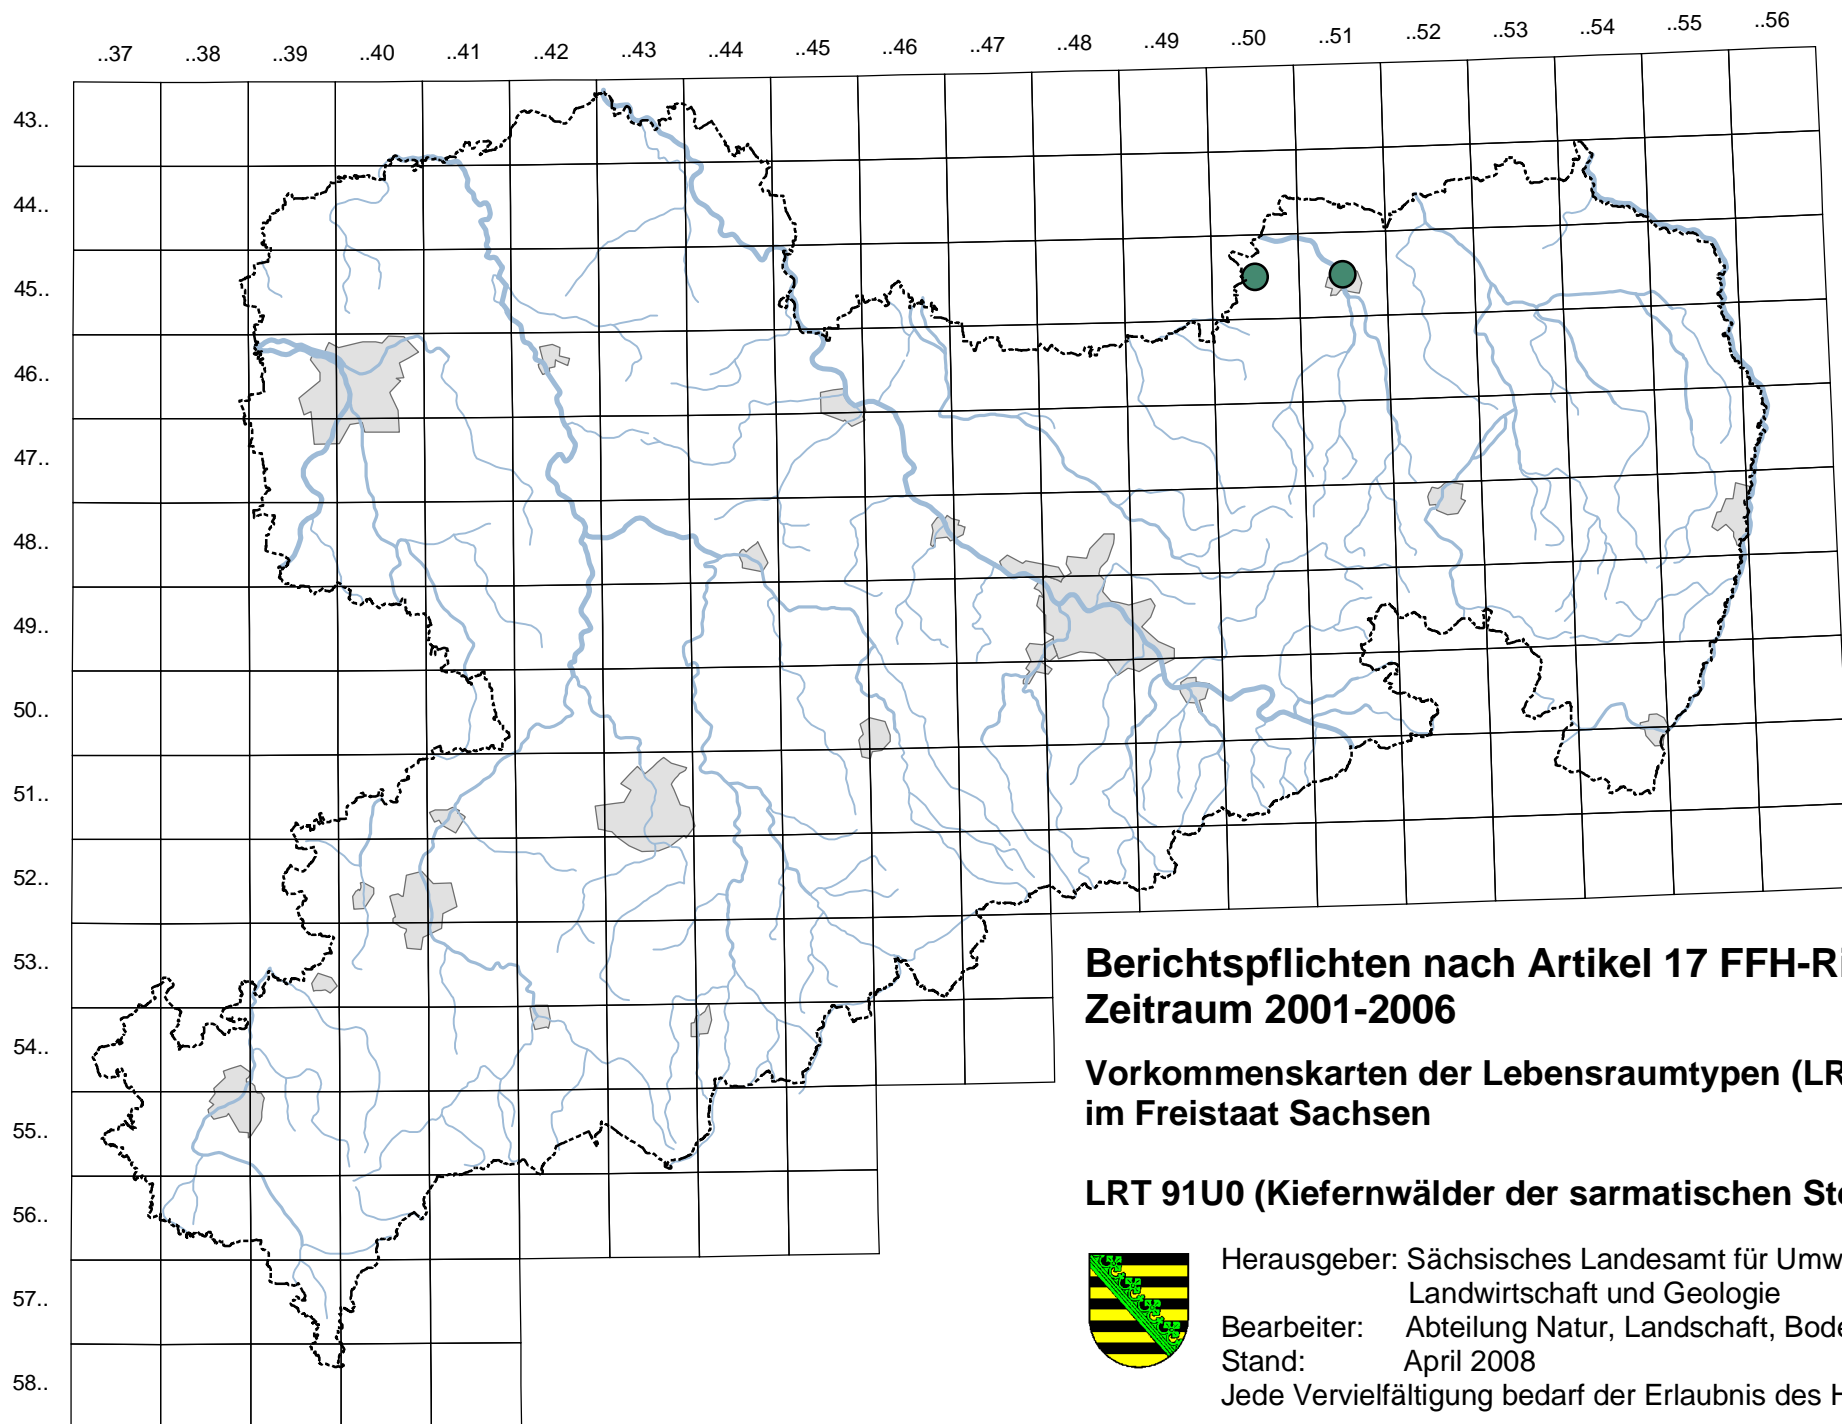 ..37 ..38 ..39 ..40 ..41 ..42 ..43 ..44 ..45 ..46 ..47 ..48 ..49 ..50 ..51 ..52 ..53 ..54 ..55 ..56
43..
44..
45..
46..
47..
48..
49..
50..
51..
52..
53..
54..
55..
56..
57..
58..
Berichtspflichten nach Artikel 17 FFH-Ri
Zeitraum 2001-2006
Vorkommenskarten der Lebensraumtypen (LR
im Freistaat Sachsen
LRT 91U0 (Kiefernwälder der sarmatischen Ste
Herausgeber: Sächsisches Landesamt für Umw
Landwirtschaft und Geologie
Bearbeiter: Abteilung Natur, Landschaft, Bode
Stand: April 2008
Jede Vervielfältigung bedarf der Erlaubnis des H